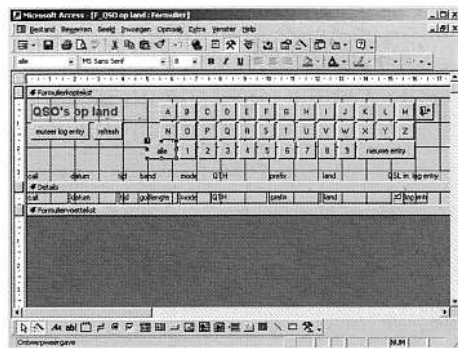 Microsoft Access - [F_QSO op land : Formulier]
Bestand Bewerken Beeld Invoegen Opmaak Extra Venster Help
alle MS Sans Serif 8 B I U
Formulierkoptekst
QSO's op land A B C D E F G H I J K L M
muteer log entry refresh N O P Q R S T U V W X Y Z
alle 1 2 3 4 5 6 7 8 9 nieuwe entry
call datum tijd band mode QTH prefix land QSL in log entry
Details
call datum tijd golflengte mode QTH prefix land log entr
Formuliervoettekst
Ontwerpweergave NUM